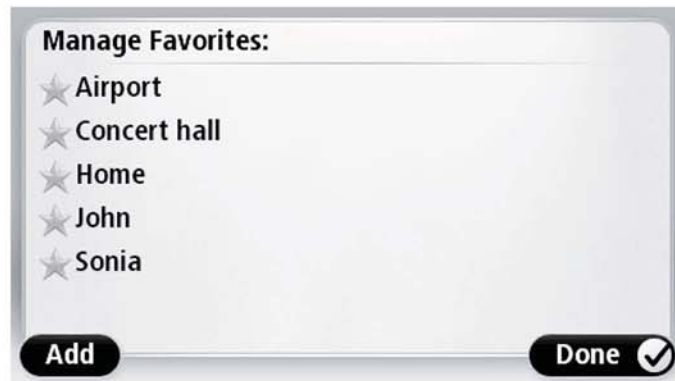 Manage Favorites:
Airport
Concert hall
Home
John
Sonia
Add
Done